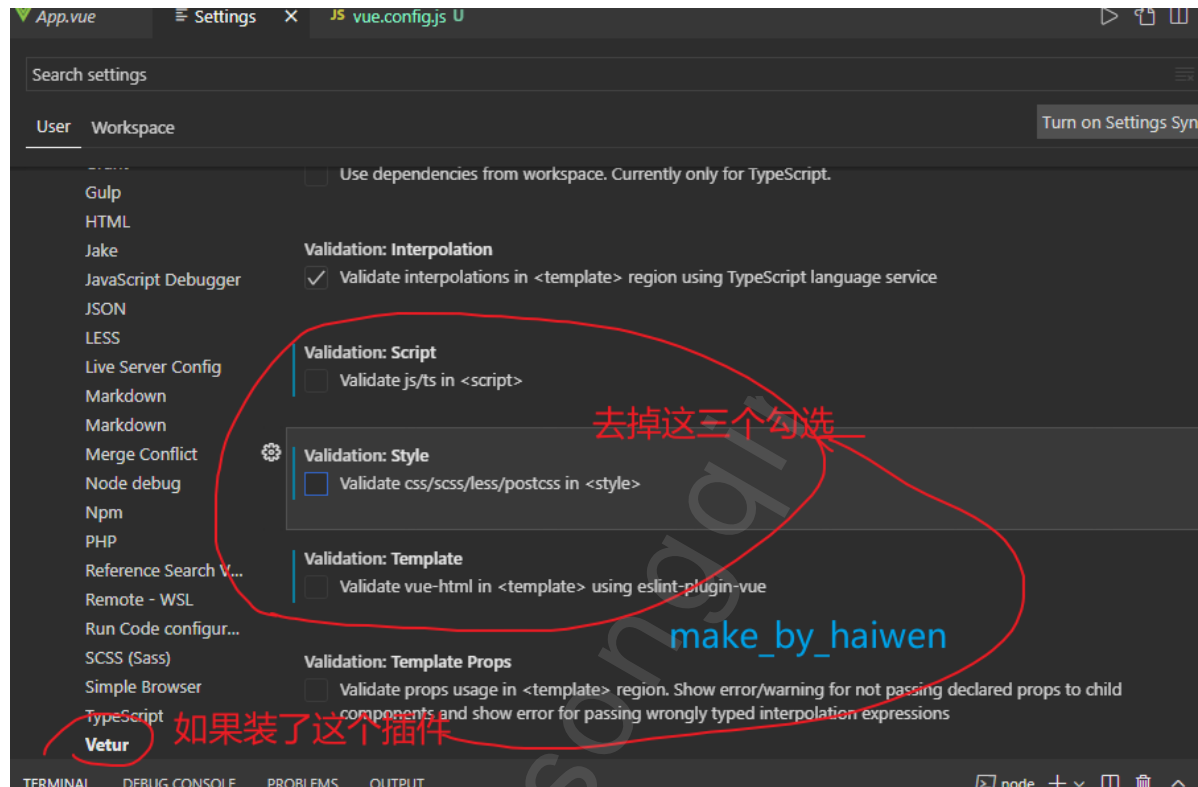 App.vue
Settings
JS vue.config.js U
Search settings
User
Workspace
Turn on Settings Syn
Use dependencies from workspace. Currently only for TypeScript.
Gulp
HTML
Jake
JavaScript Debugger
JSON
LESS
Live Server Config
Markdown
Markdown
Merge Conflict
Node debug
Npm
PHP
Reference Search V...
Remote - WSL
Run Code configur...
SCSS (Sass)
Simple Browser
TypeScript
Vetur
Validation: Interpolation
Validate interpolations in <template> region using TypeScript language service
Validation: Script
Validate js/ts in <script>
去掉这三个勾选
Validation: Style
Validate css/scss/less/postcss in <style>
Validation: Template
Validate vue-html in <template> using eslint-plugin-vue
make_by_haiwen
Validation: Template Props
Validate props usage in <template> region. Show error/warning for not passing declared props to child
components and show error for passing wrongly typed interpolation expressions
如果装了这个插件
TERMINAL
DEBUG CONSOLE
PROBLEMS
OUTPUT
node